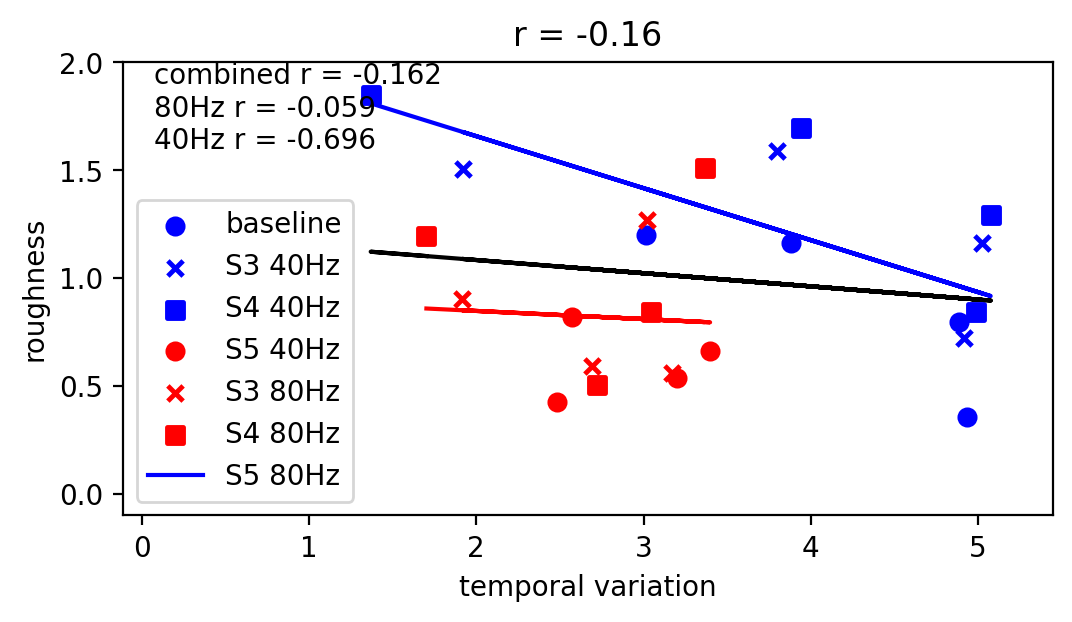 r = -0.16
combined r = -0.162
80Hz r = -0.059
40Hz r = -0.696
baseline
S3 40Hz
S4 40Hz
S5 40Hz
S3 80Hz
S4 80Hz
S5 80Hz
roughness
2.0
1.5
1.0
0.5
0.0
0 1 2 3 4 5
temporal variation